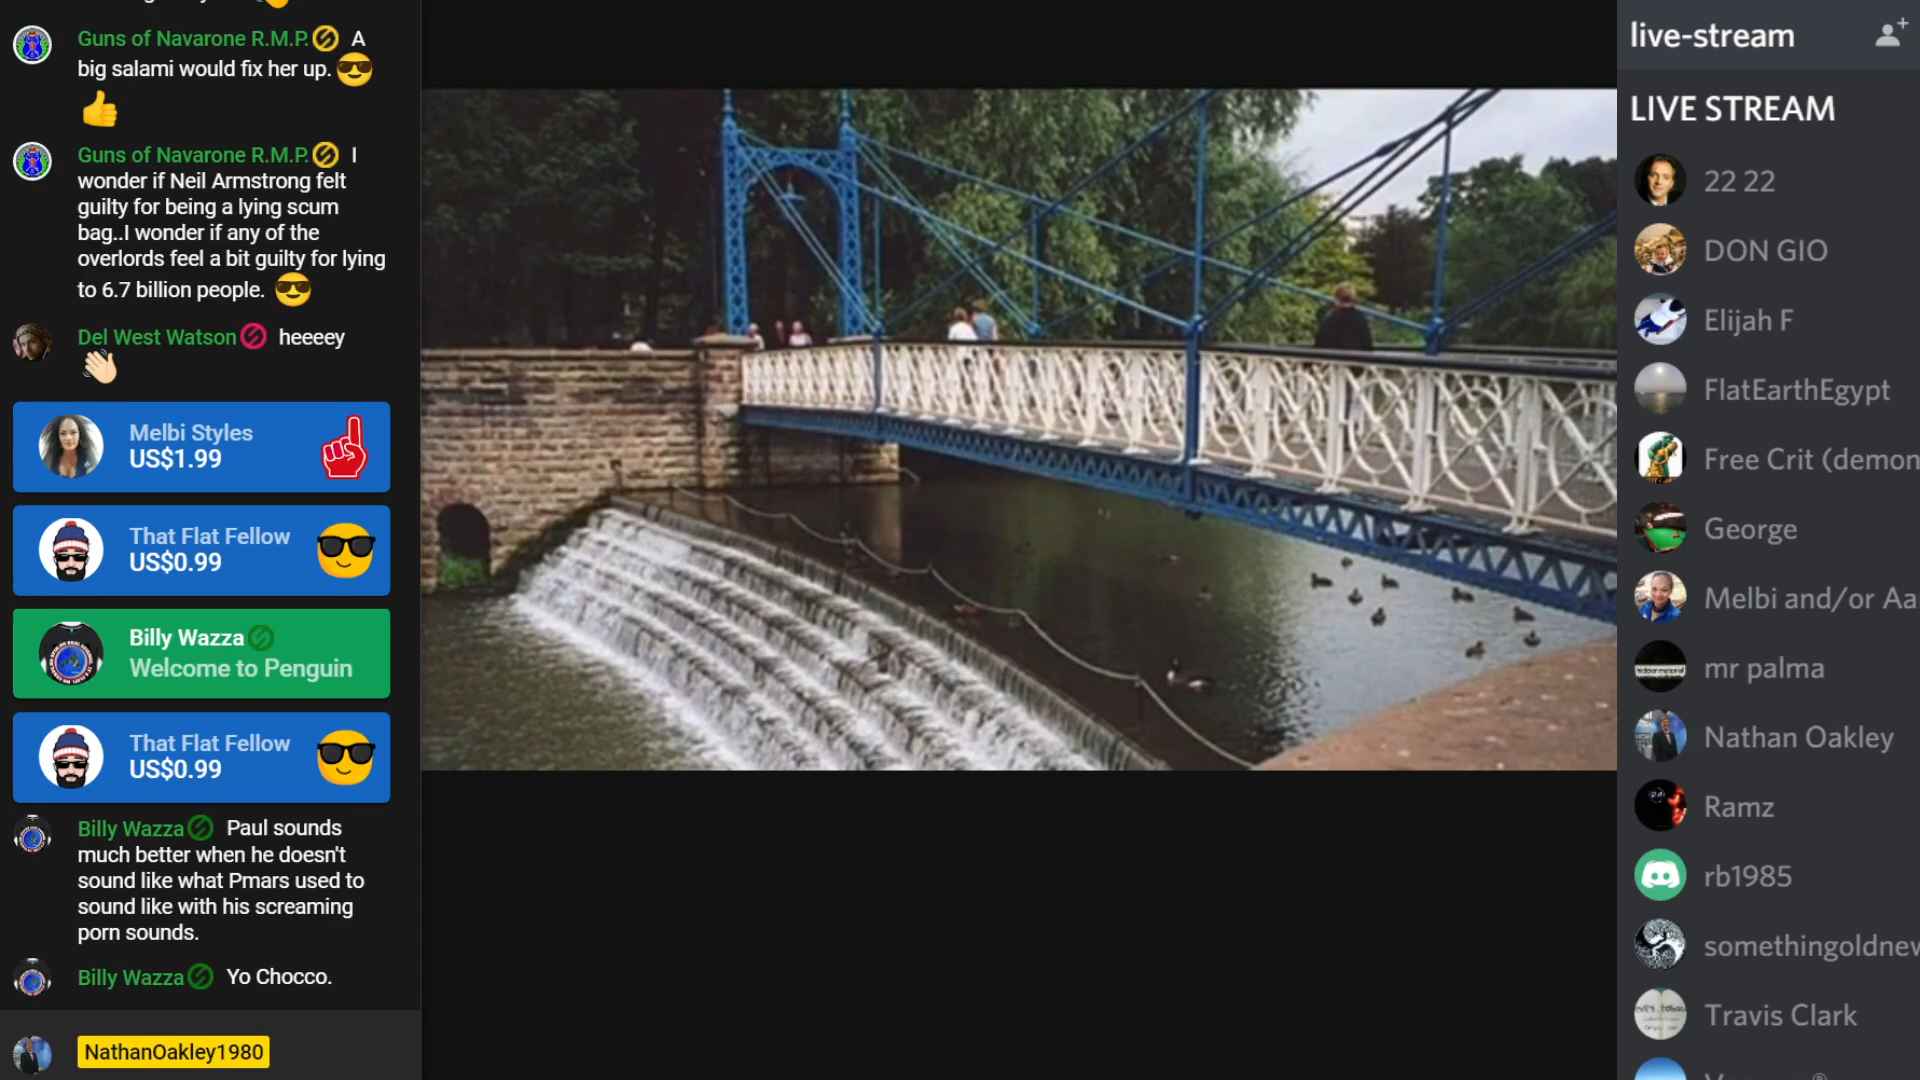 Guns of Navarone R.M.P. A
big salami would fix her up.
Guns of Navarone R.M.P. I
wonder if Neil Armstrong felt
guilty for being a lying scum
bag..I wonder if any of the
overlords feel a bit guilty for lying
to 6.7 billion people.
Del West Watson heeeey
Melbi Styles
US$1.99
That Flat Fellow
US$0.99
Billy Wazza
Welcome to Penguin
That Flat Fellow
US$0.99
Billy Wazza Paul sounds
much better when he doesn't
sound like what Pmars used to
sound like with his screaming
porn sounds.
Billy Wazza Yo Chocco.
NathanOakley1980
live-stream
LIVE STREAM
22 22
DON GIO
Elijah F
FlatEarthEgypt
Free Crit (demon
George
Melbi and/or Aa
mr palma
Nathan Oakley
Ramz
rb1985
somethingoldnew
Travis Clark